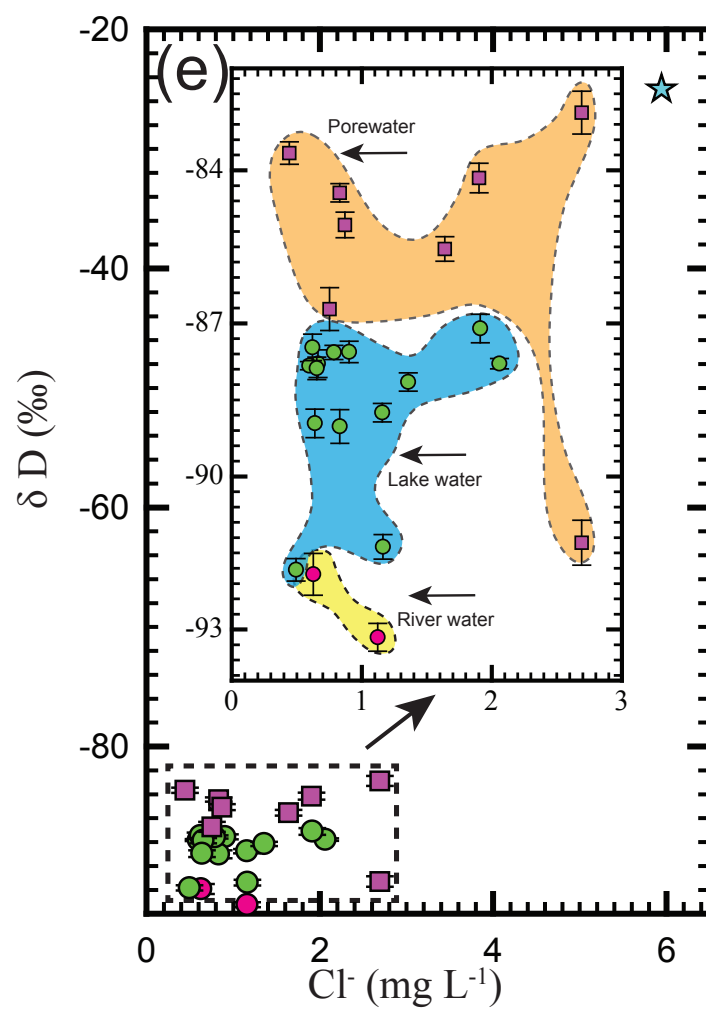 (e)
-20
-40
-60
-80
δ D (‰)
-84
-87
-90
-93
Porewater
Lake water
River water
0 1 2 3
0 2 4 6
Cl⁻ (mg L⁻¹)